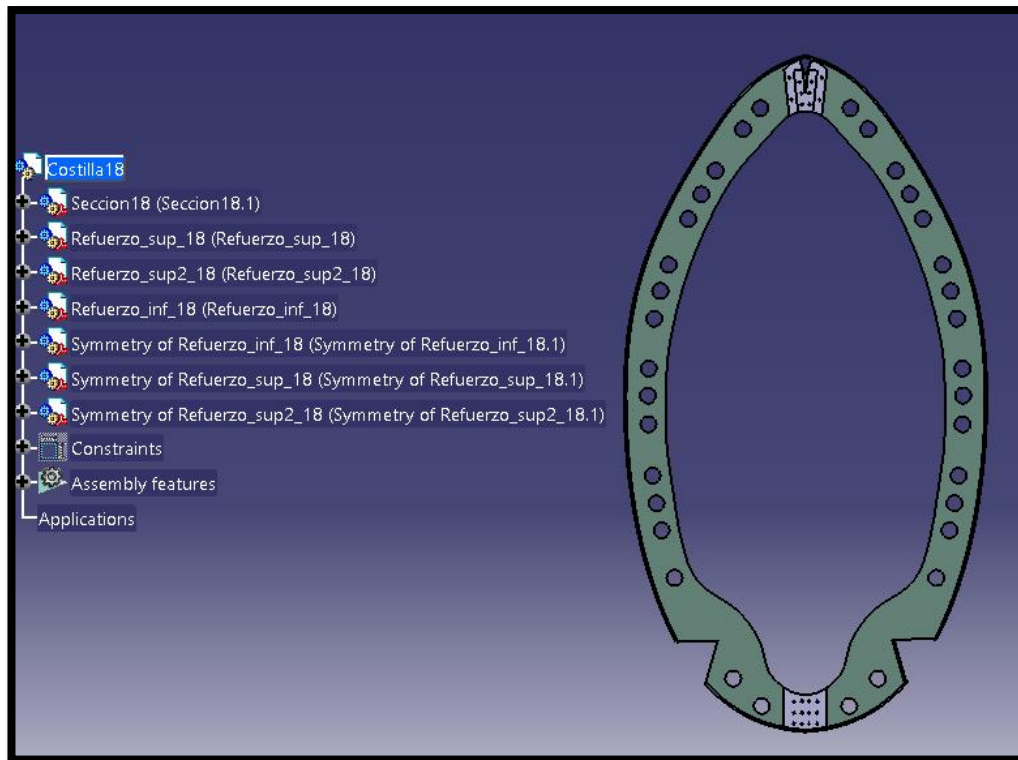 Costilla18
Seccion18 (Seccion18.1)
Refuerzo_sup_18 (Refuerzo_sup_18)
Refuerzo_sup2_18 (Refuerzo_sup2_18)
Refuerzo_inf_18 (Refuerzo_inf_18)
Symmetry of Refuerzo_inf_18 (Symmetry of Refuerzo_inf_18.1)
Symmetry of Refuerzo_sup_18 (Symmetry of Refuerzo_sup_18.1)
Symmetry of Refuerzo_sup2_18 (Symmetry of Refuerzo_sup2_18.1)
Constraints
Assembly features
Applications